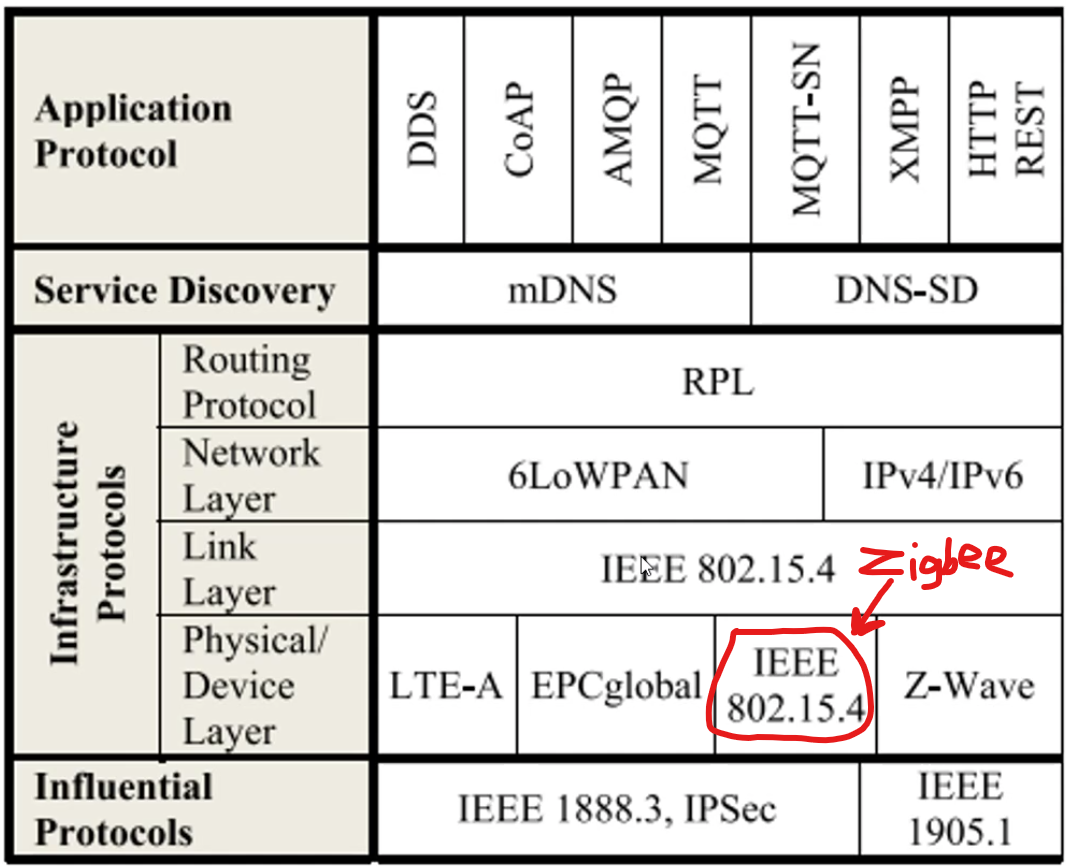 Application
Protocol
DDS
CoAP
AMQP
MQTT
MQTT-SN
XMPP
HTTP
REST
Service Discovery
mDNS
DNS-SD
Infrastructure
Protocols
Routing
Protocol
RPL
Network
Layer
6LoWPAN
IPv4/IPv6
Link
Layer
IEEE 802.15.4
Zigbee
Physical/
Device
Layer
LTE-A
EPCglobal
IEEE
802.15.4
Z-Wave
Influential
Protocols
IEEE 1888.3, IPSec
IEEE
1905.1